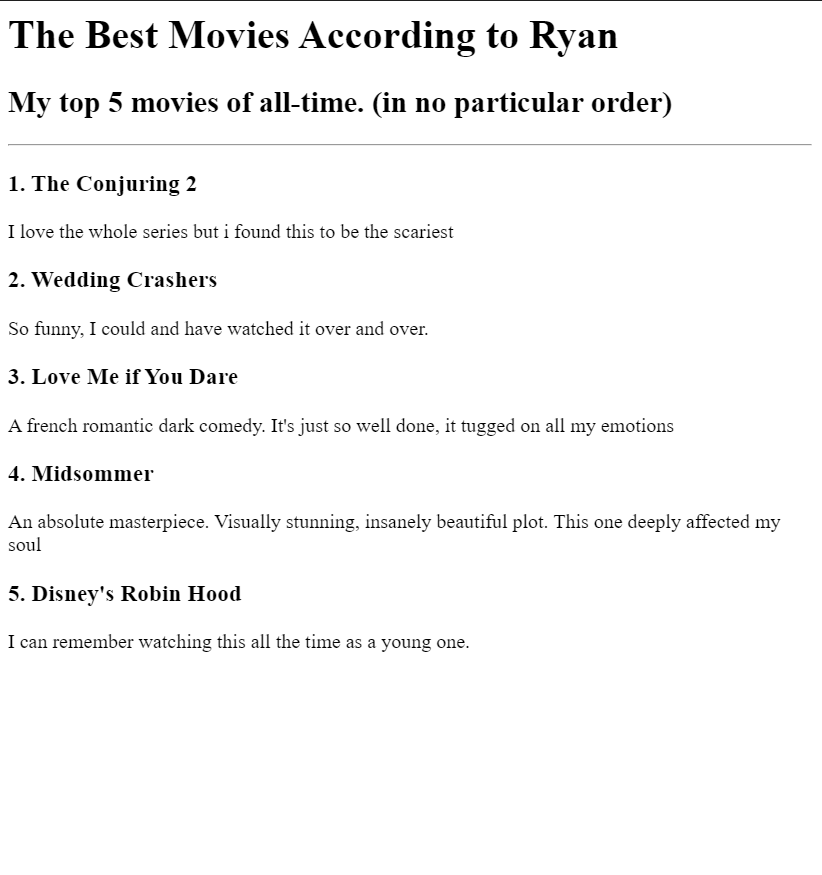 The Best Movies According to Ryan
My top 5 movies of all-time. (in no particular order)
1. The Conjuring 2
I love the whole series but i found this to be the scariest
2. Wedding Crashers
So funny, I could and have watched it over and over.
3. Love Me if You Dare
A french romantic dark comedy. It's just so well done, it tugged on all my emotions
4. Midsommer
An absolute masterpiece. Visually stunning, insanely beautiful plot. This one deeply affected my
soul
5. Disney's Robin Hood
I can remember watching this all the time as a young one.